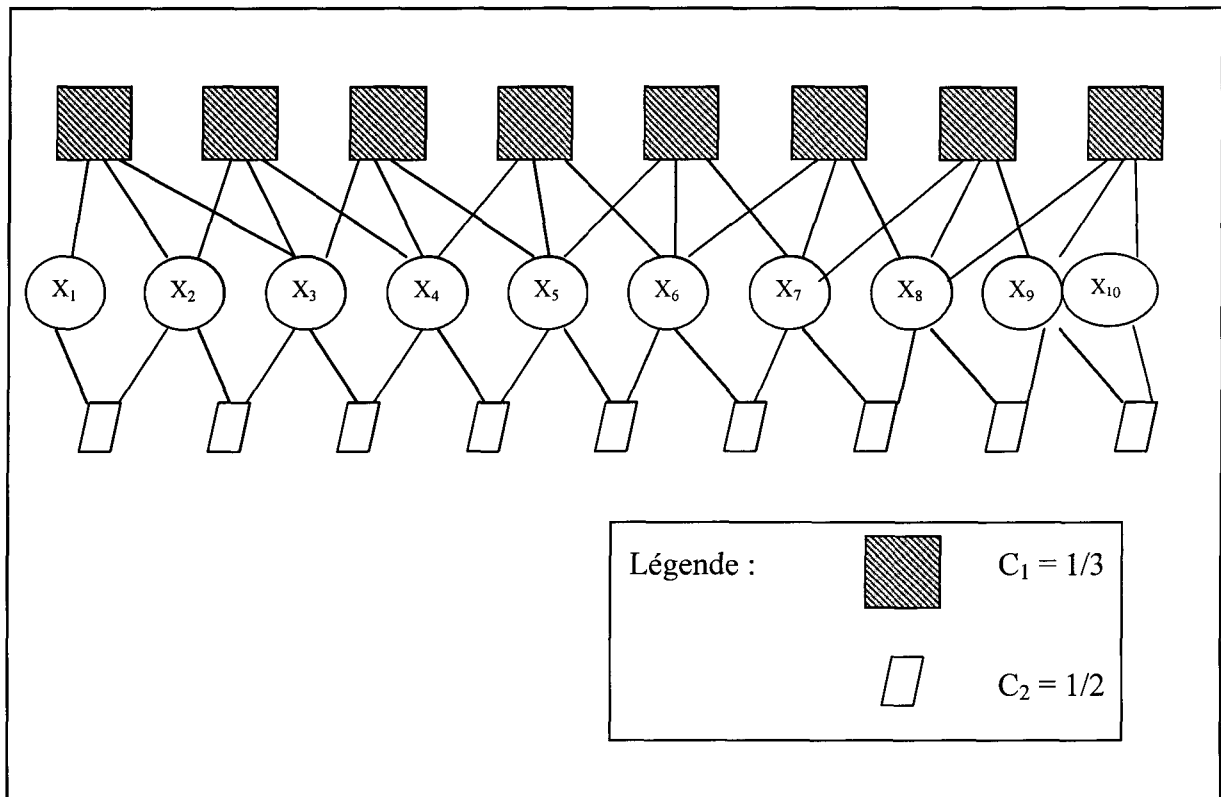 X₁ X₂ X₃ X₄ X₅ X₆ X₇ X₈ X₉ X₁₀
Légende : C₁ = 1/3
C₂ = 1/2